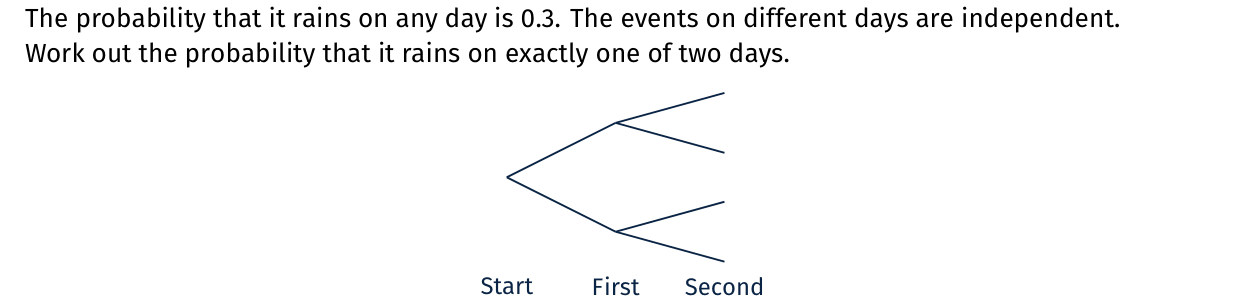 The probability that it rains on any day is 0.3. The events on different days are independent.
Work out the probability that it rains on exactly one of two days.
Start First Second